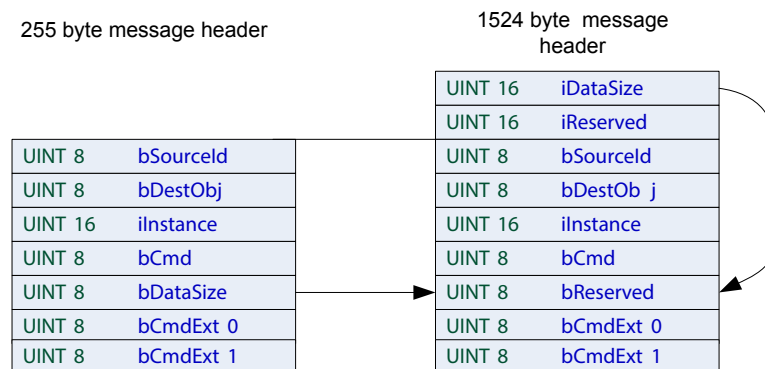 255 byte message header
1524 byte message
header
UINT 16 iDataSize
UINT 16 iReserved
UINT 8 bSourceId
UINT 8 bDestObj
UINT 16 iInstance
UINT 8 bCmd
UINT 8 bDataSize
UINT 8 bCmdExt 0
UINT 8 bCmdExt 1
UINT 8 bSourceId
UINT 8 bDestOb j
UINT 16 iInstance
UINT 8 bCmd
UINT 8 bReserved
UINT 8 bCmdExt 0
UINT 8 bCmdExt 1